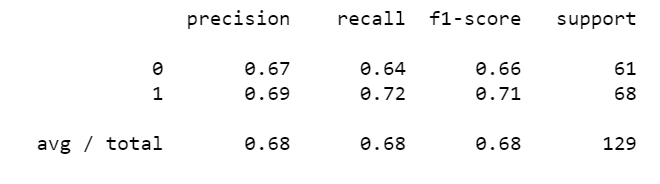 precision recall f1-score support
0 0.67 0.64 0.66 61
1 0.69 0.72 0.71 68
avg / total 0.68 0.68 0.68 129